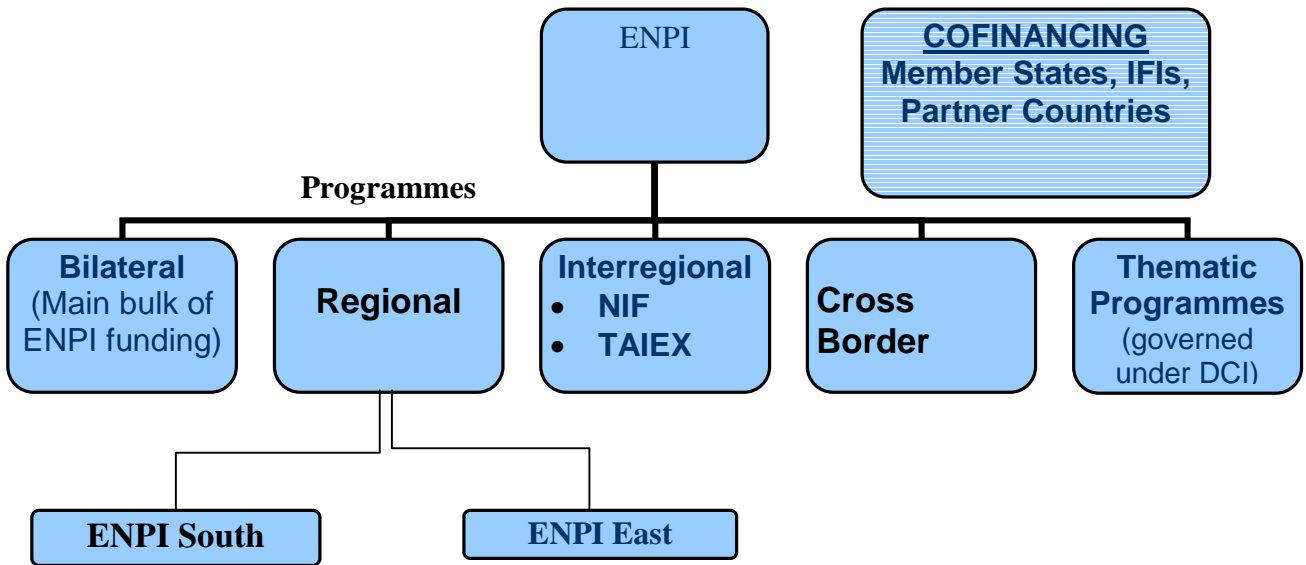 ENPI
COFINANCING
Member States, IFIs,
Partner Countries
Programmes
Bilateral
(Main bulk of
ENPI funding)
Regional
Interregional
• NIF
• TAIEX
Cross
Border
Thematic
Programmes
(governed
under DCI)
ENPI South
ENPI East